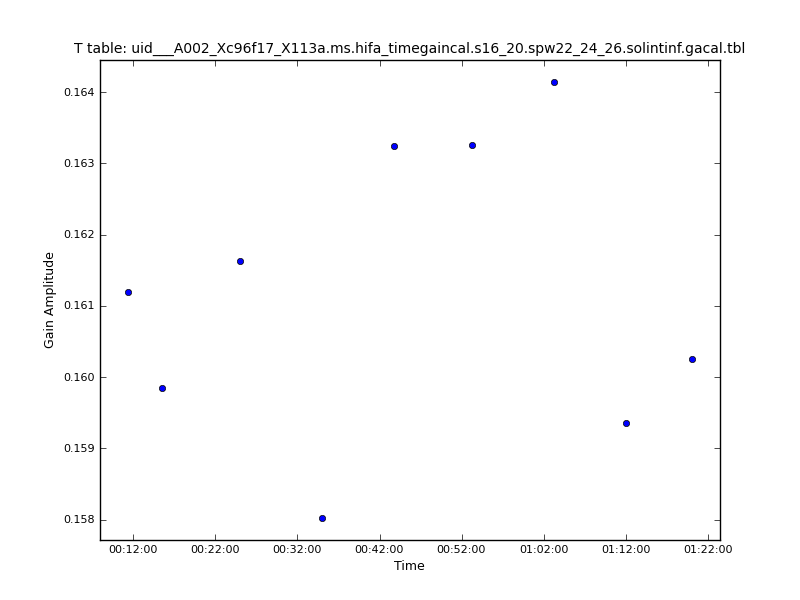 T table: uid___A002_Xc96f17_X113a.ms.hifa_timegaincal.s16_20.spw22_24_26.solintinf.gacal.tbl
0.164
0.163
0.162
0.161
0.160
0.159
0.158
Gain Amplitude
00:12:00 00:22:00 00:32:00 00:42:00 00:52:00 01:02:00 01:12:00 01:22:00
Time